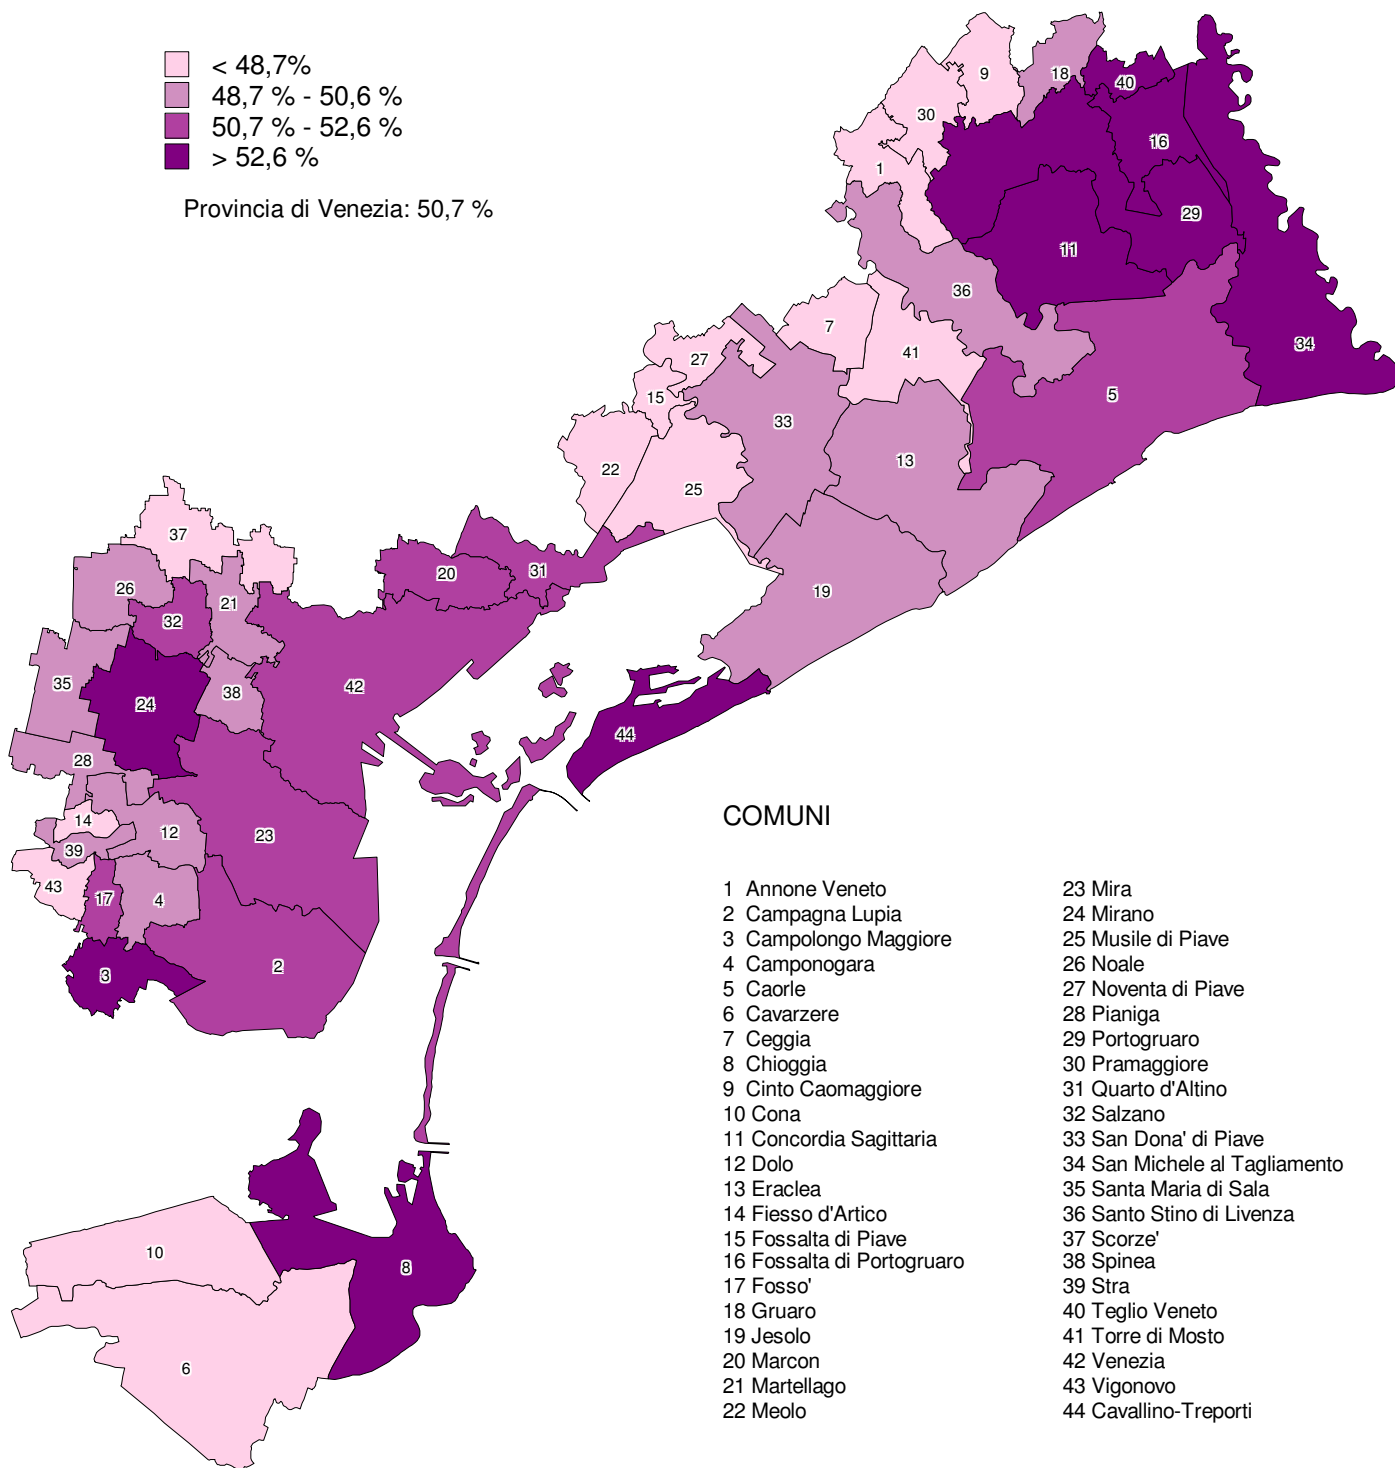 < 48,7%
48,7 % - 50,6 %
50,7 % - 52,6 %
> 52,6 %
Provincia di Venezia: 50,7 %
9
18
40
30
16
1
29
11
36
7
34
41
27
5
15
33
13
22
25
37
20
31
26
21
19
32
35
38
42
24
44
28
14
12
23
39
43
17
4
2
3
10
8
6
COMUNI
1 Annone Veneto
2 Campagna Lupia
3 Campolongo Maggiore
4 Camponogara
5 Caorle
6 Cavarzere
7 Ceggia
8 Chioggia
9 Cinto Caomaggiore
10 Cona
11 Concordia Sagittaria
12 Dolo
13 Eraclea
14 Fiesso d'Artico
15 Fossalta di Piave
16 Fossalta di Portogruaro
17 Fosso'
18 Gruaro
19 Jesolo
20 Marcon
21 Martellago
22 Meolo
23 Mira
24 Mirano
25 Musile di Piave
26 Noale
27 Noventa di Piave
28 Pianiga
29 Portogruaro
30 Pramaggiore
31 Quarto d'Altino
32 Salzano
33 San Dona' di Piave
34 San Michele al Tagliamento
35 Santa Maria di Sala
36 Santo Stino di Livenza
37 Scorze'
38 Spinea
39 Stra
40 Teglio Veneto
41 Torre di Mosto
42 Venezia
43 Vigonovo
44 Cavallino-Treporti